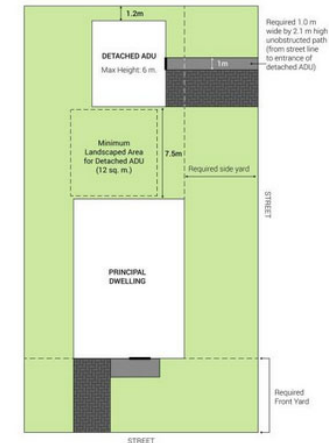 1.2m
Required 1.0 m
wide by 2.1 m high
unobstructed path
(from street line
to entrance of
detached ADU)
DETACHED ADU
Max Height: 6 m.
1m
Minimum
Landscaped Area
for Detached ADU
(12 sq. m.)
7.5m
Required side yard
STREET
PRINCIPAL
DWELLING
Required
Front Yard
STREET